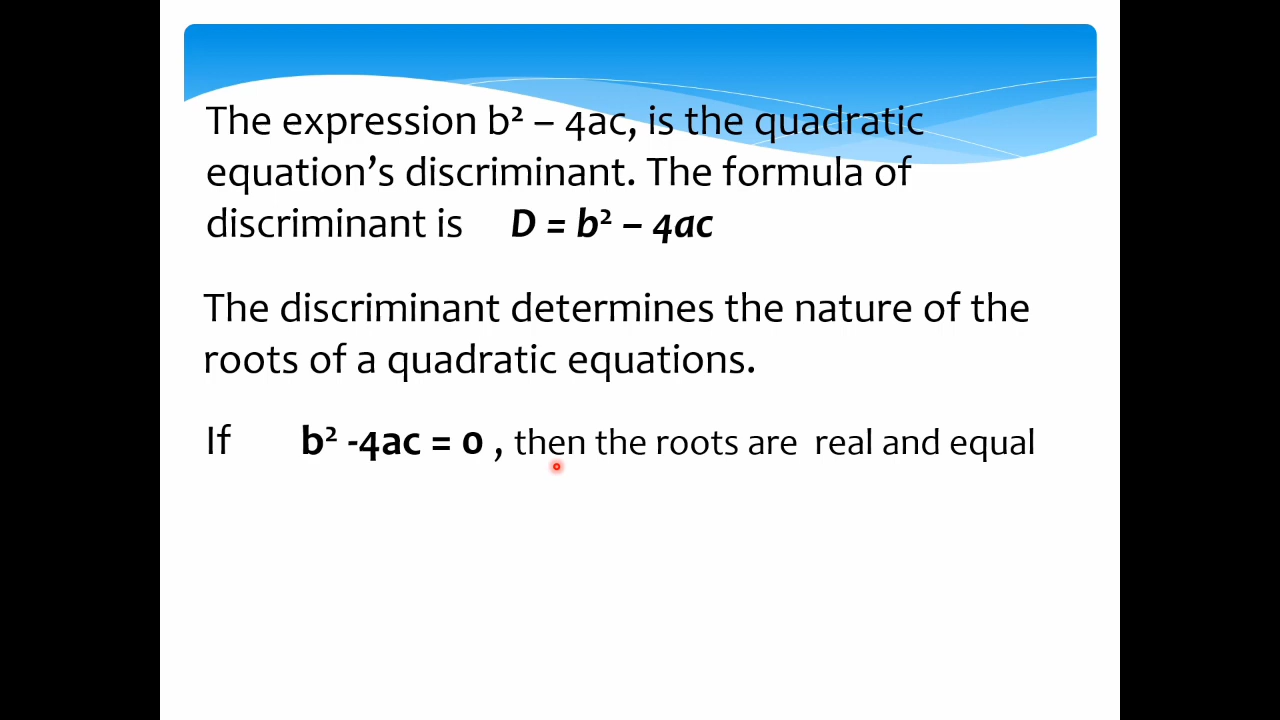 The expression b² – 4ac, is the quadratic
equation’s discriminant. The formula of
discriminant is D = b² – 4ac
The discriminant determines the nature of the
roots of a quadratic equations.
If b² -4ac = 0 , then the roots are real and equal